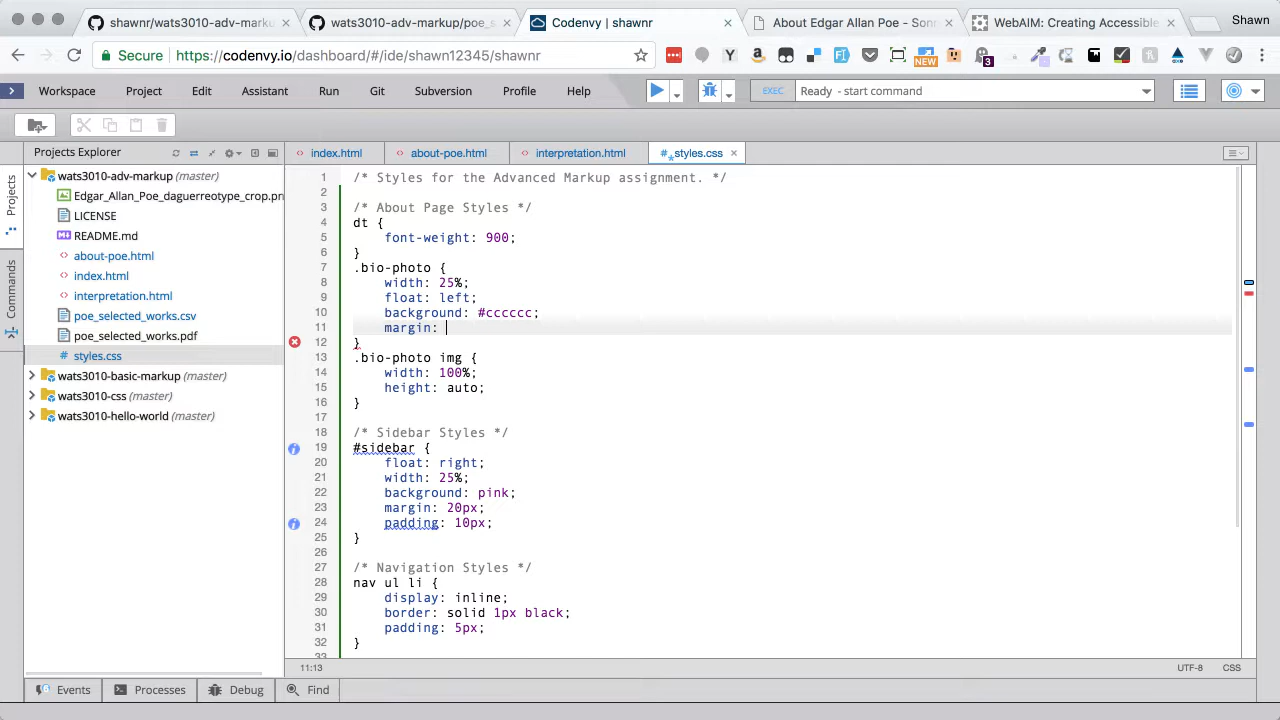 shawnr/wats3010-adv-marku
wats3010-adv-markup/poe_s
Codenvy | shawnr
About Edgar Allan Poe - Sonn
WebAIM: Creating Accessible
Shawn
Secure
https://codenvy.io/dashboard/#/ide/shawn12345/shawnr
Y
NEW
3
Workspace Project Edit Assistant Run Git Subversion Profile Help
EXEC Ready - start command
Projects Explorer
index.html about-poe.html interpretation.html styles.css
Projects
Commands
wats3010-adv-markup (master)
Edgar_Allan_Poe_daguerreotype_crop.pn
LICENSE
README.md
about-poe.html
index.html
interpretation.html
poe_selected_works.csv
poe_selected_works.pdf
styles.css
wats3010-basic-markup (master)
wats3010-css (master)
wats3010-hello-world (master)
1 /* Styles for the Advanced Markup assignment. */
2
3 /* About Page Styles */
4 dt {
5 font-weight: 900;
6 }
7 .bio-photo {
8 width: 25%;
9 float: left;
10 background: #cccccc;
11 margin:
12 }
13 .bio-photo img {
14 width: 100%;
15 height: auto;
16 }
17
18 /* Sidebar Styles */
19 #sidebar {
20 float: right;
21 width: 25%;
22 background: pink;
23 margin: 20px;
24 padding: 10px;
25 }
26
27 /* Navigation Styles */
28 nav ul li {
29 display: inline;
30 border: solid 1px black;
31 padding: 5px;
32 }
33
11:13 UTF-8 CSS
Events Processes Debug Find